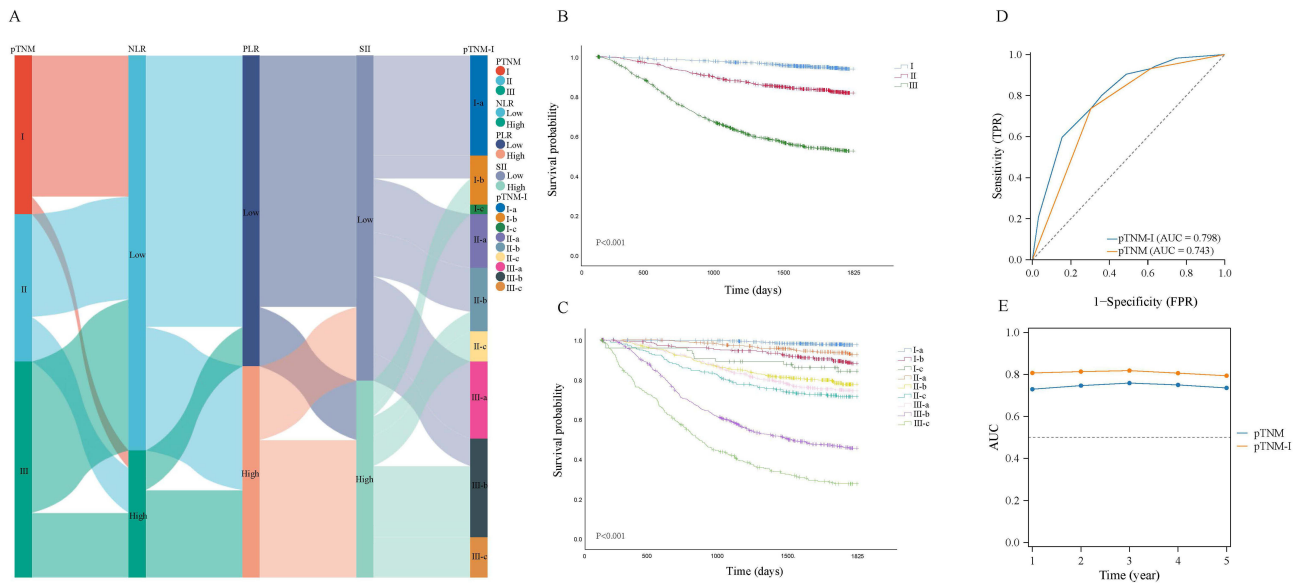 A
pTNM
NLR
PLR
SII
pTNM-I
I
II
III
Low
High
Low
High
Low
High
I-a
I-b
I-c
II-a
II-b
II-c
III-a
III-b
III-c
PTNM
I
II
III
NLR
Low
High
PLR
Low
High
SII
Low
High
pTNM-I
I-a
I-b
I-c
II-a
II-b
II-c
III-a
III-b
III-c
B
Survival probability
1.0
0.8
0.6
0.4
0.2
0.0
P<0.001
0
500
1000
1500
1825
Time (days)
I
II
III
C
Survival probability
1.0
0.8
0.6
0.4
0.2
0.0
P<0.001
0
500
1000
1500.
1825
Time (days)
I-a
I-b
I-c
II-a
II-b
II-c
III-a
III-b
III-c
D
Sensitivity (TPR)
1.0
0.8
0.6
0.4
0.2
0.0
pTNM-I (AUC = 0.798)
pTNM (AUC = 0.743)
0.0
0.2
0.4
0.6
0.8
1.0
1−Specificity (FPR)
E
AUC
1.0
0.8
0.6
0.4
0.2
0.0
1
2
3
4
5
Time (year)
pTNM
pTNM-I